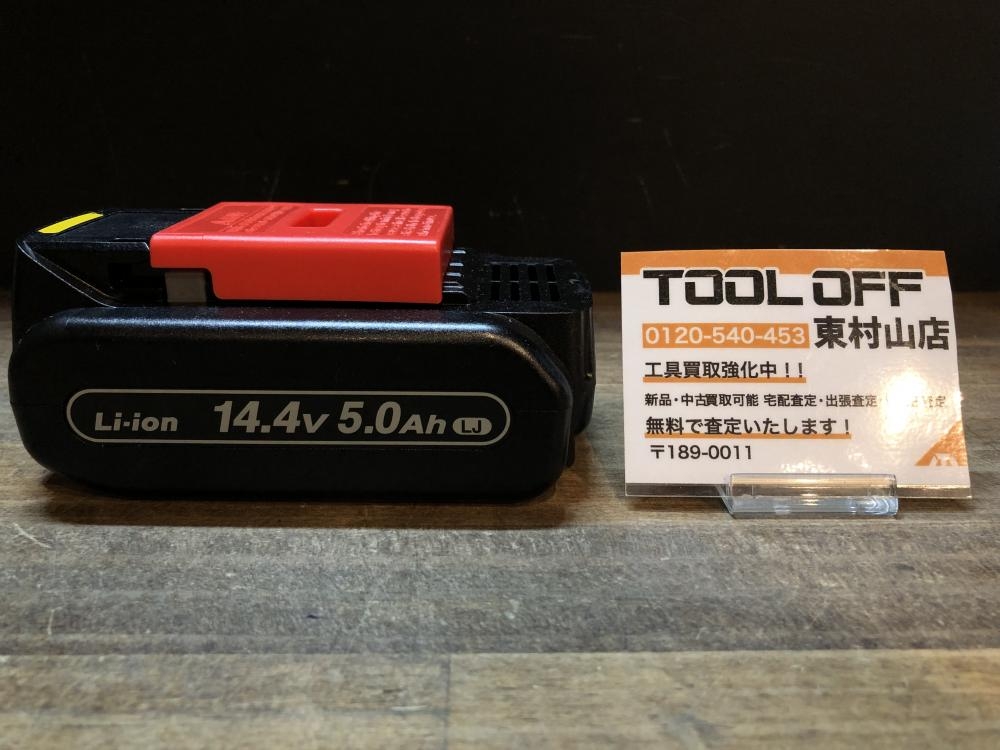 Li-ion 14.4V 5.0Ah LJ
TOOL OFF
0120-540-453 東村山店
工具買取強化中!!
新品・中古買取可能 宅配査定・出張査定・
無料で査定いたします!
〒189-0011